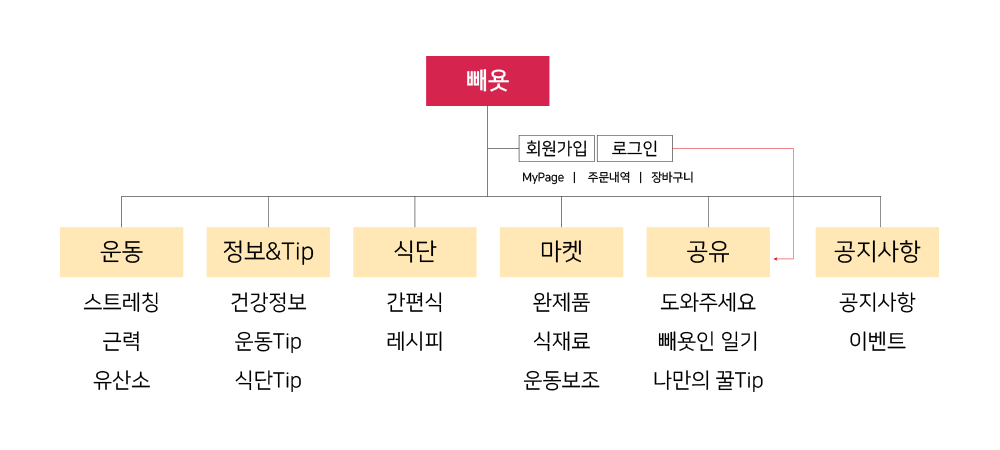 빼욧
회원가입 로그인
MyPage | 주문내역 | 장바구니
운동 정보&Tip 식단 마켓 공유 공지사항
스트레칭 건강정보 간편식 완제품 도와주세요 공지사항
근력 운동Tip 레시피 식재료 빼욧인 일기 이벤트
유산소 식단Tip 운동보조 나만의 꿀Tip